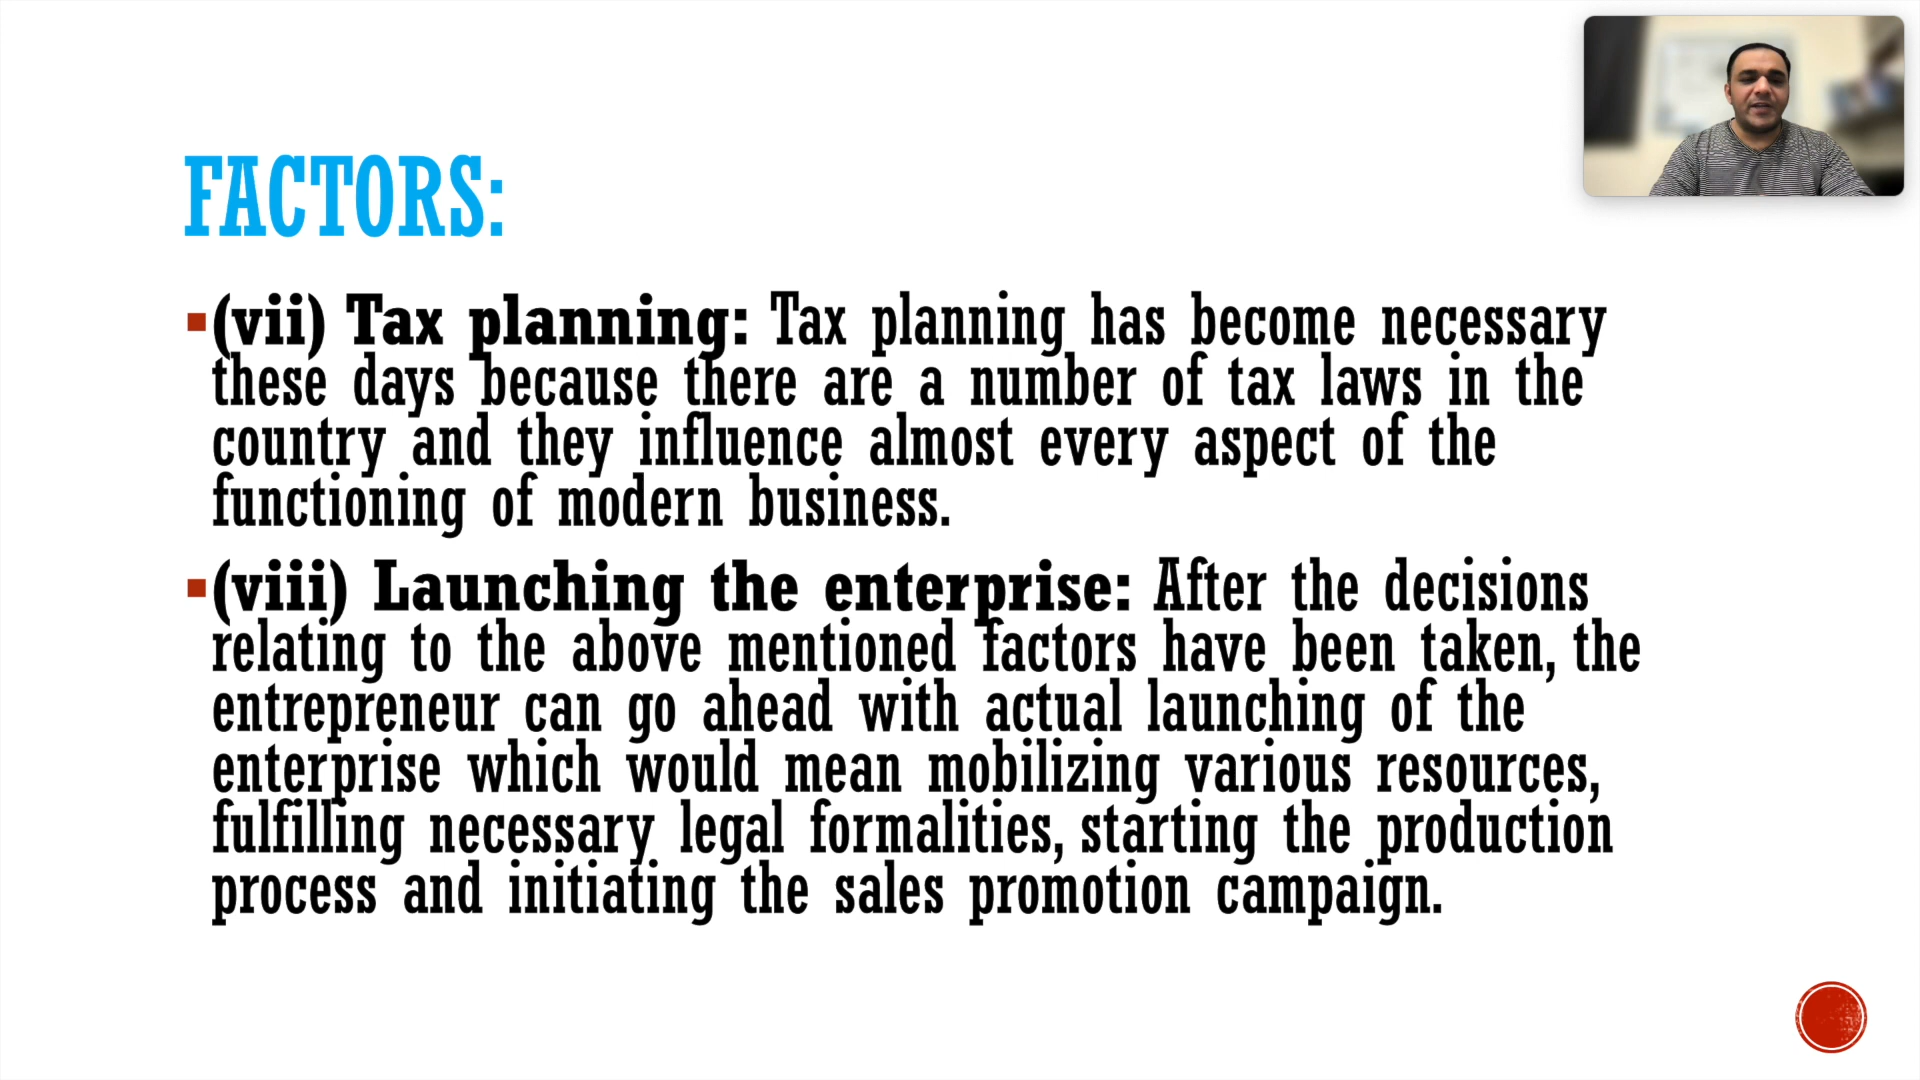 FACTORS:
(vii) Tax planning: Tax planning has become necessary
these days because there are a number of tax laws in the
country and they influence almost every aspect of the
functioning of modern business.
(viii) Launching the enterprise: After the decisions
relating to the above mentioned factors have been taken, the
entrepreneur can go ahead with actual launching of the
enterprise which would mean mobilizing various resources,
fulfilling necessary legal formalities, starting the production
process and initiating the sales promotion campaign.